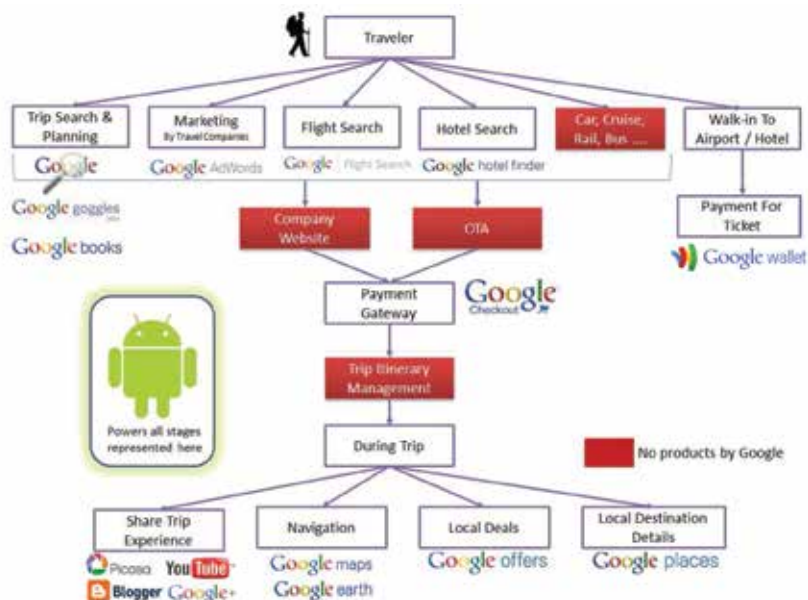 Traveler
Trip Search &
Planning
Marketing
By Travel Companies
Flight Search
Hotel Search
Car, Cruise,
Rail, Bus ....
Walk-in To
Airport / Hotel
Google
Google AdWords
Google Flight Search
Google hotel finder
Google goggles
Google books
Company
Website
OTA
Payment For
Ticket
Google wallet
Payment
Gateway
Google
Checkout
Trip Itinerary
Management
Powers all stages
represented here
During Trip
No products by Google
Share Trip
Experience
Navigation
Local Deals
Local Destination
Details
Picasa YouTube
Blogger Google+
Google maps
Google earth
Google offers
Google places